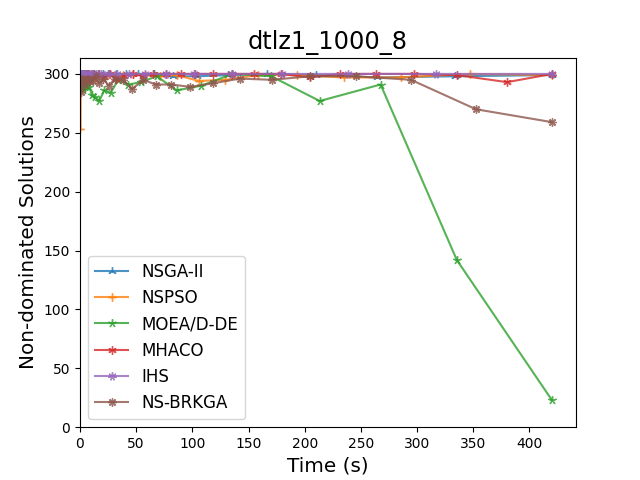 dtlz1_1000_8
Non-dominated Solutions
300
250
200
150
100
50
0
NSGA-II
NSPSO
MOEA/D-DE
MHACO
IHS
NS-BRKGA
0 50 100 150 200 250 300 350 400
Time (s)